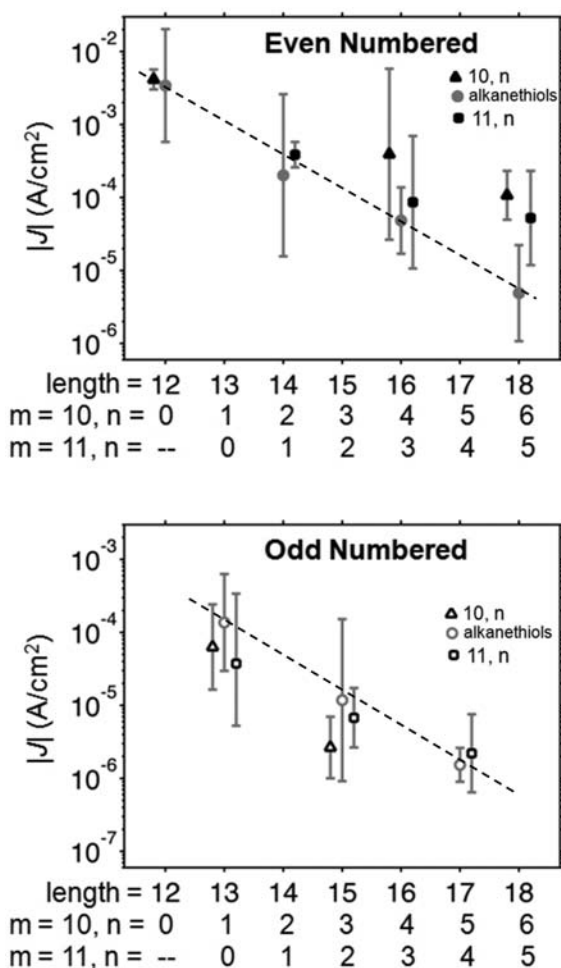 Even Numbered
10⁻²
10⁻³
10⁻⁴
10⁻⁵
10⁻⁶
|J| (A/cm²)
10, n
alkanethiols
11, n
length = 12 13 14 15 16 17 18
m = 10, n = 0 1 2 3 4 5 6
m = 11, n = -- 0 1 2 3 4 5
Odd Numbered
10⁻³
10⁻⁴
10⁻⁵
10⁻⁶
10⁻⁷
|J| (A/cm²)
10, n
alkanethiols
11, n
length = 12 13 14 15 16 17 18
m = 10, n = 0 1 2 3 4 5 6
m = 11, n = -- 0 1 2 3 4 5